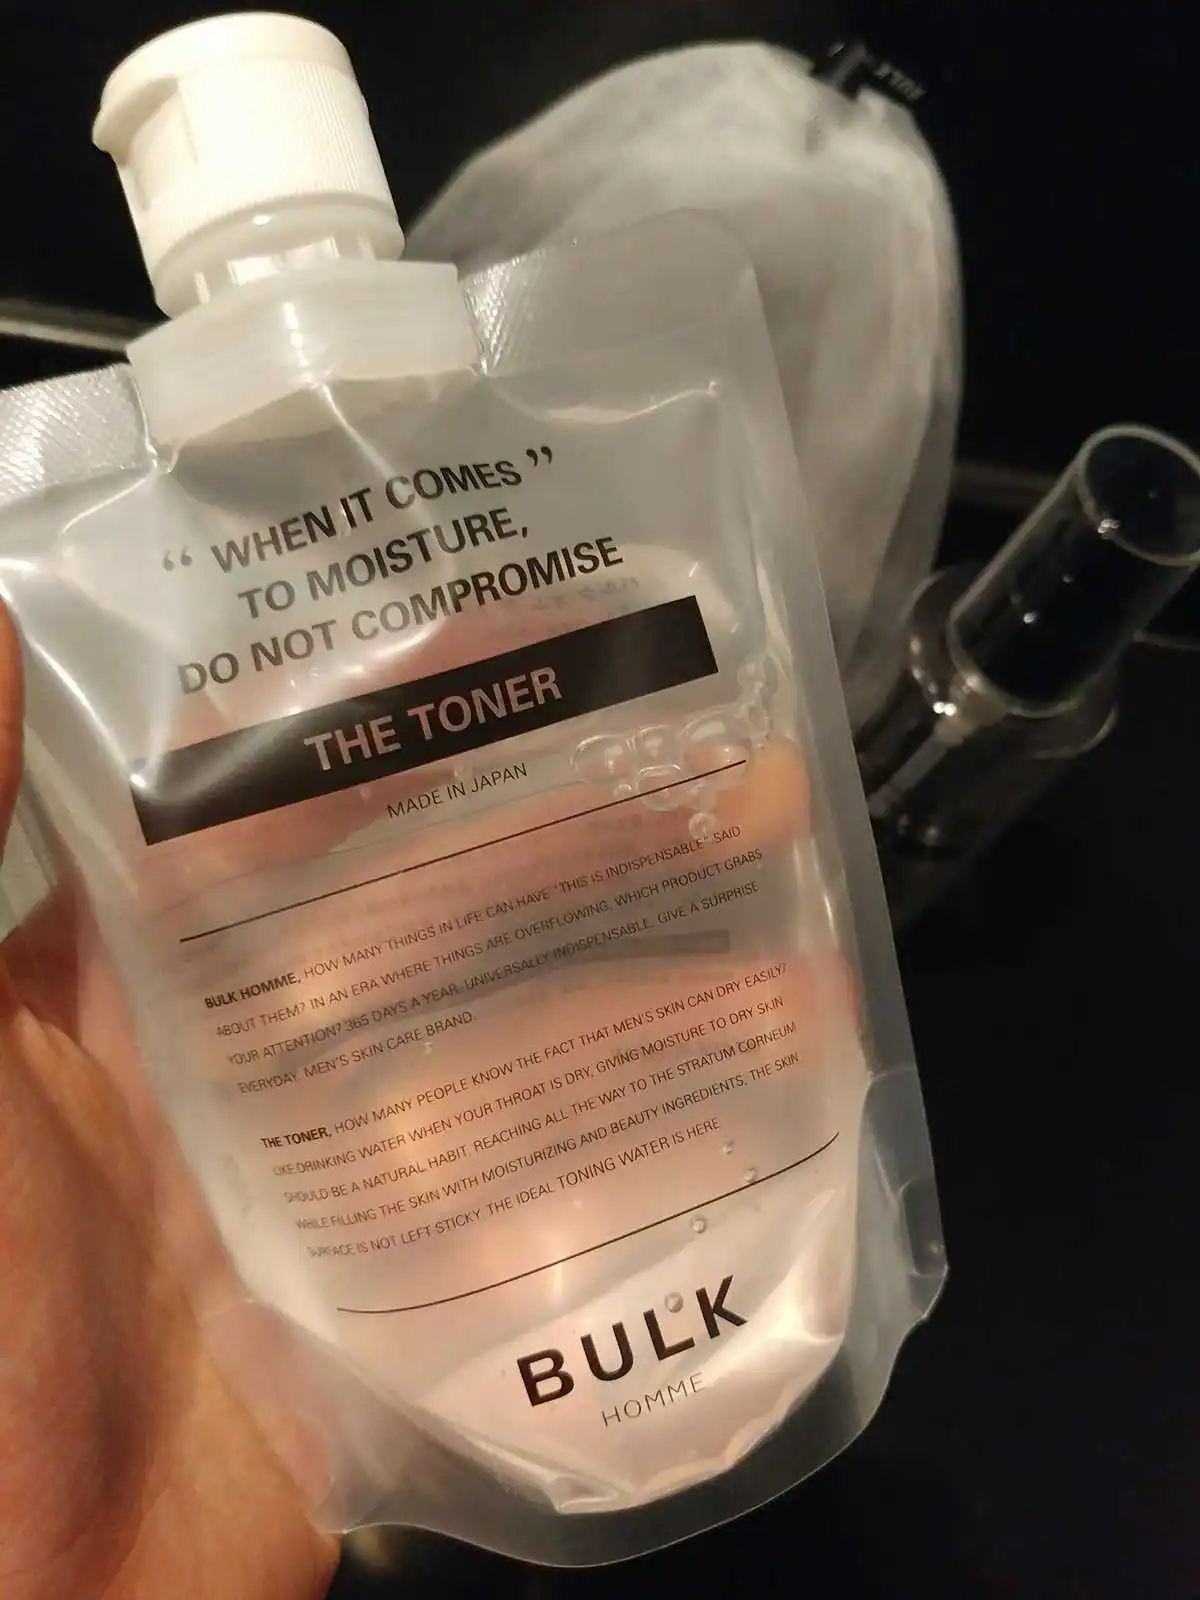 “ WHEN IT COMES ”
TO MOISTURE,
DO NOT COMPROMISE
THE TONER
MADE IN JAPAN
BULK HOMME, HOW MANY THINGS IN LIFE CAN HAVE "THIS IS INDISPENSABLE" SAID
ABOUT THEM? IN AN ERA WHERE THINGS ARE OVERFLOWING, WHICH PRODUCT GRABS
YOUR ATTENTION? 365 DAYS A YEAR. UNIVERSALLY INDISPENSABLE. GIVE A SURPRISE
EVERYDAY. MEN'S SKIN CARE BRAND.
THE TONER, HOW MANY PEOPLE KNOW THE FACT THAT MEN'S SKIN CAN DRY EASILY?
LIKE DRINKING WATER WHEN YOUR THROAT IS DRY, GIVING MOISTURE TO DRY SKIN
SHOULD BE A NATURAL HABIT. REACHING ALL THE WAY TO THE STRATUM CORNEUM
WHILE FILLING THE SKIN WITH MOISTURIZING AND BEAUTY INGREDIENTS, THE SKIN
SURFACE IS NOT LEFT STICKY. THE IDEAL TONING WATER IS HERE
BULK
HOMME